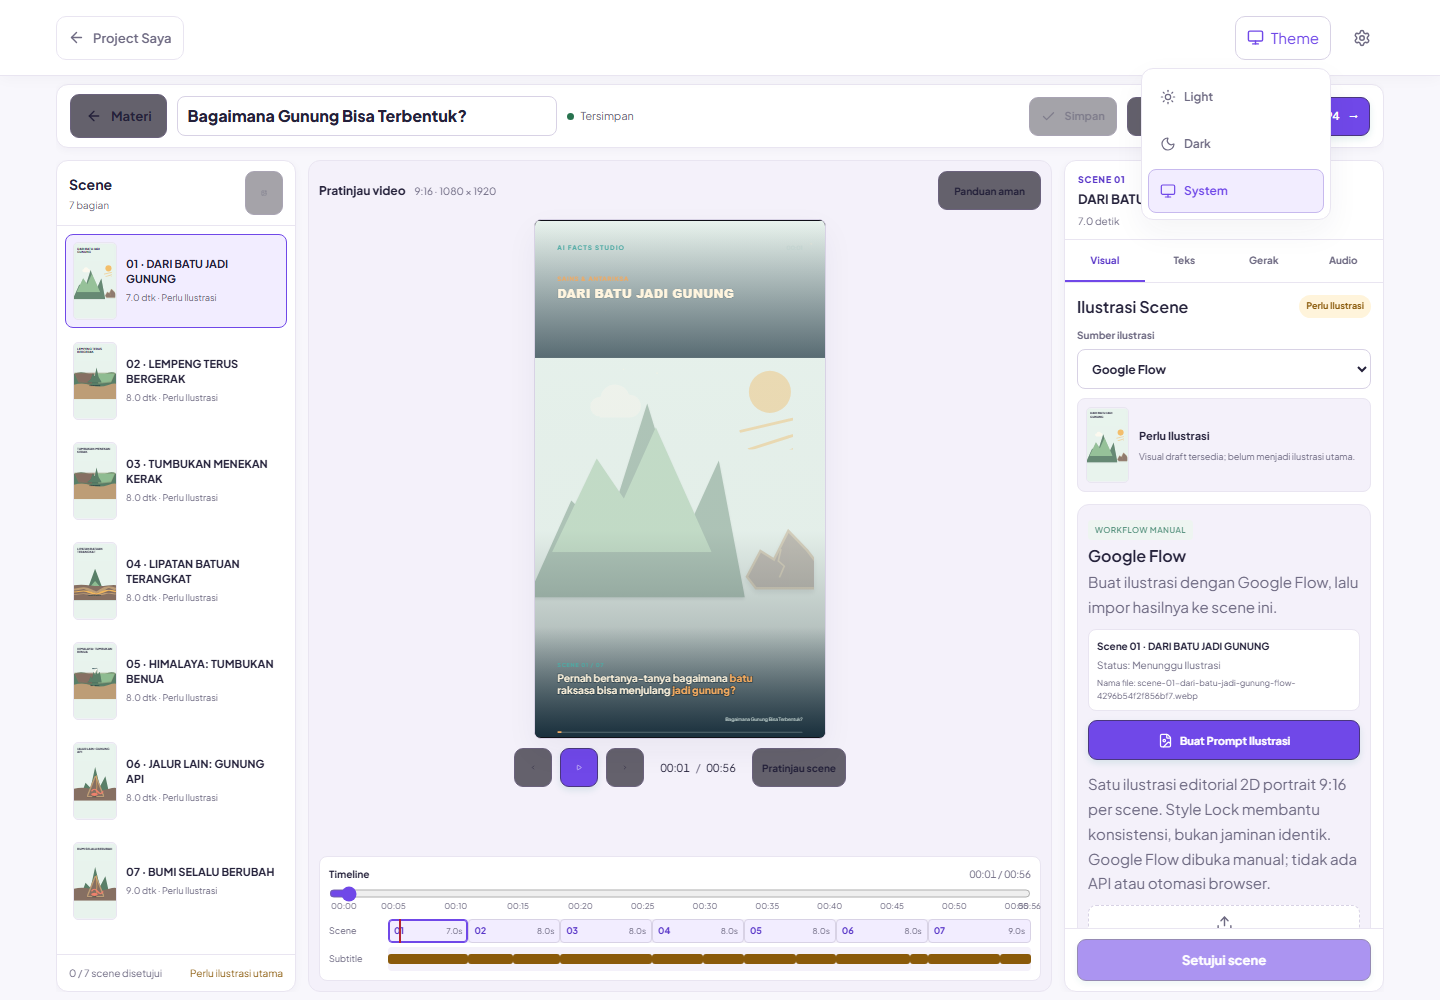 Project Saya
Theme
Light
Dark
System
Materi
Bagaimana Gunung Bisa Terbentuk?
Tersimpan
Simpan
Scene
7 bagian
01 · DARI BATU JADI
GUNUNG
7.0 dtk · Perlu Ilustrasi
02 · LEMPENG TERUS
BERGERAK
8.0 dtk · Perlu Ilustrasi
03 · TUMBUKAN MENEKAN
KERAK
8.0 dtk · Perlu Ilustrasi
04 · LIPATAN BATUAN
TERANGKAT
8.0 dtk · Perlu Ilustrasi
05 · HIMALAYA: TUMBUKAN
BENUA
8.0 dtk · Perlu Ilustrasi
06 · JALUR LAIN: GUNUNG
API
8.0 dtk · Perlu Ilustrasi
07 · BUMI SELALU BERUBAH
9.0 dtk · Perlu Ilustrasi
0 / 7 scene disetujui
Perlu ilustrasi utama
Pratinjau video
9:16 · 1080 × 1920
Panduan aman
AI FACTS STUDIO
DARI BATU JADI GUNUNG
Pernah bertanya-tanya bagaimana batu
raksasa bisa menjulang jadi gunung?
Bagaimana Gunung Bisa Terbentuk?
00:01 / 00:56
Pratinjau scene
Timeline
00:01 / 00:56
00:00 00:05 00:10 00:15 00:20 00:25 00:30 00:35 00:40 00:45 00:50 00:56
Scene
01 7.0s 02 8.0s 03 8.0s 04 8.0s 05 8.0s 06 8.0s 07 9.0s
Subtitle
SCENE 01
DARI BATU
7.0 detik
Visual
Teks
Gerak
Audio
Ilustrasi Scene
Perlu Ilustrasi
Sumber ilustrasi
Google Flow
Perlu Ilustrasi
Visual draft tersedia; belum menjadi ilustrasi utama.
WORKFLOW MANUAL
Google Flow
Buat ilustrasi dengan Google Flow, lalu
impor hasilnya ke scene ini.
Scene 01 · DARI BATU JADI GUNUNG
Status: Menunggu Ilustrasi
Nama file: scene-01-dari-batu-jadi-gunung-flow-
4296b54f2f856bf7.webp
Buat Prompt Ilustrasi
Satu ilustrasi editorial 2D portrait 9:16
per scene. Style Lock membantu
konsistensi, bukan jaminan identik.
Google Flow dibuka manual; tidak ada
API atau otomasi browser.
Setujui scene